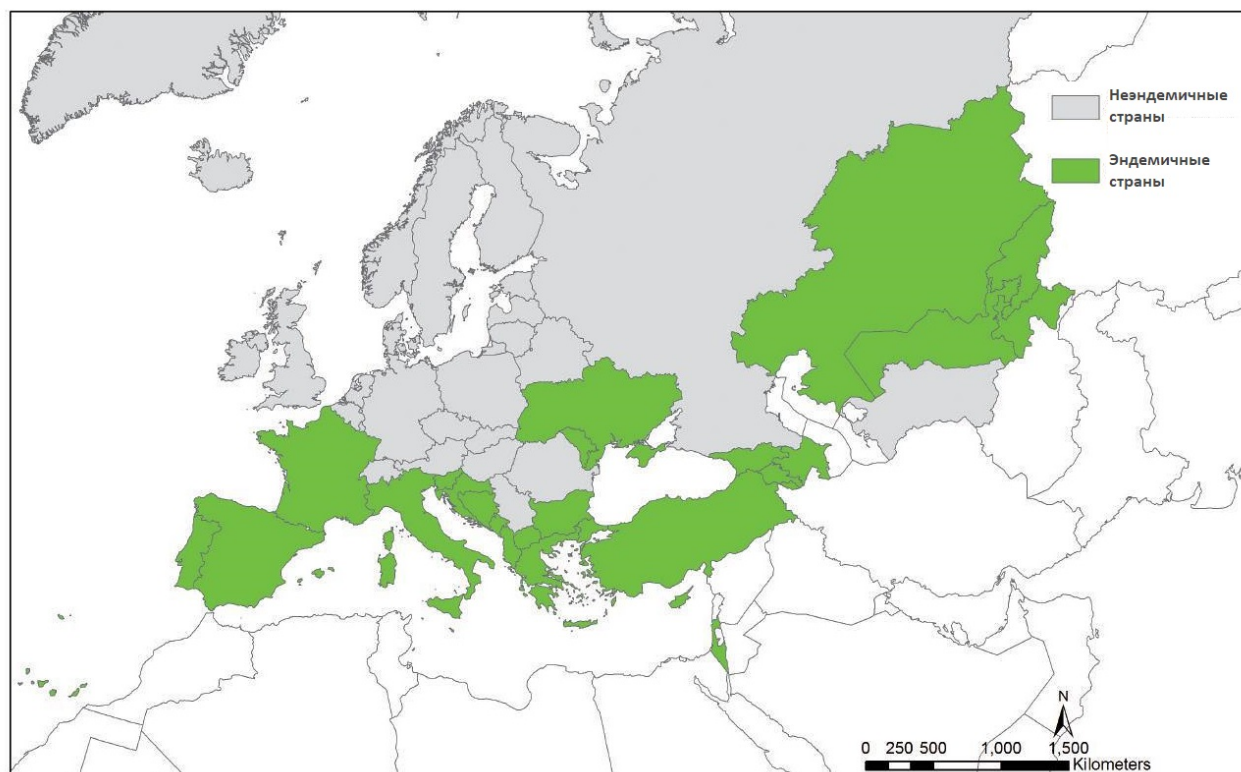 Неэндемичные
страны
Эндемичные
страны
N
0 250 500 1,000 1,500
Kilometers